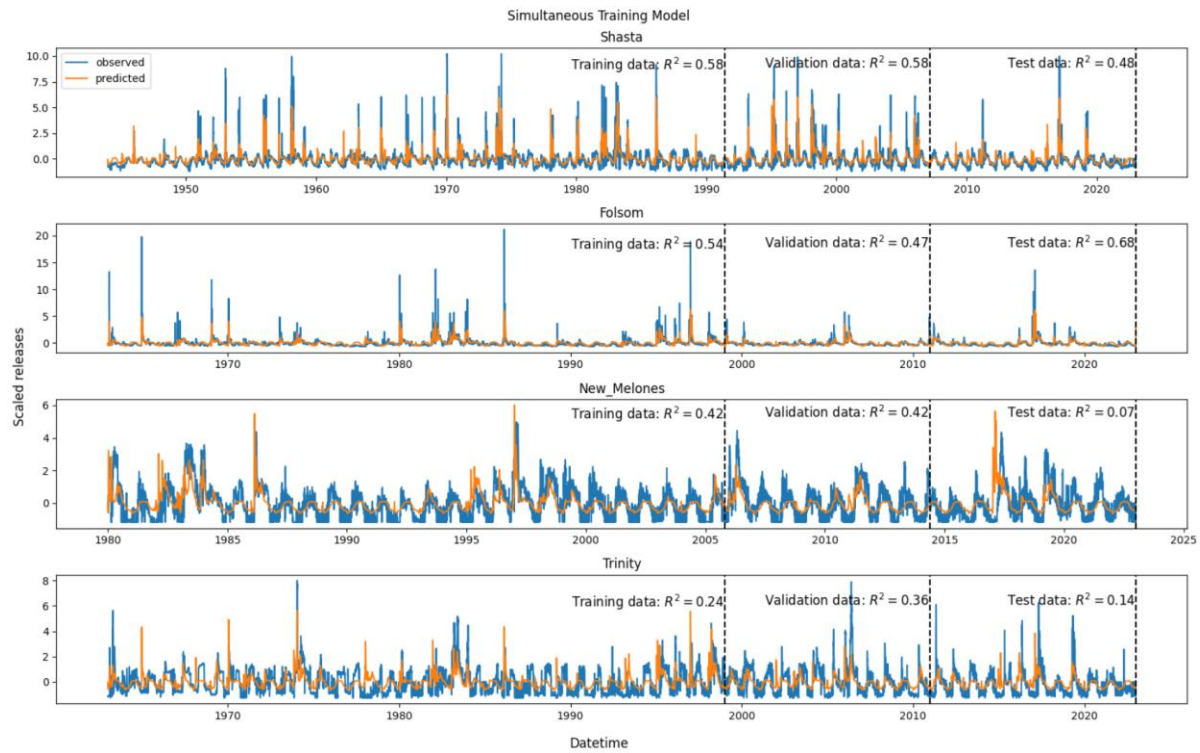 Simultaneous Training Model
Shasta
observed
predicted
Training data: R² = 0.58
Validation data: R² = 0.58
Test data: R² = 0.48
10.0
7.5
5.0
2.5
0.0
1950 1960 1970 1980 1990 2000 2010 2020
Folsom
Training data: R² = 0.54
Validation data: R² = 0.47
Test data: R² = 0.68
20
15
10
5
0
1970 1980 1990 2000 2010 2020
Scaled releases
New_Melones
Training data: R² = 0.42
Validation data: R² = 0.42
Test data: R² = 0.07
6
4
2
0
1980 1985 1990 1995 2000 2005 2010 2015 2020 2025
Trinity
Training data: R² = 0.24
Validation data: R² = 0.36
Test data: R² = 0.14
8
6
4
2
0
1970 1980 1990 2000 2010 2020
Datetime